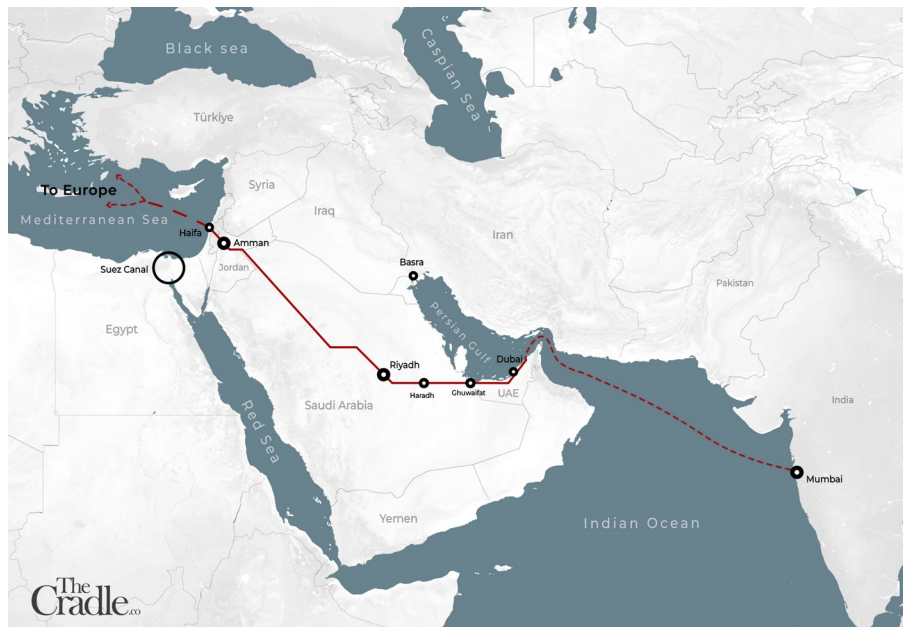 Black sea
Caspian Sea
Türkiye
To Europe
Syria
Mediterranean Sea
Iraq
Haifa
Amman
Iran
Suez Canal
Jordan
Basra
Pakistan
Egypt
Persian Gulf
Dubai
Riyadh
Haradh
Ghuwaifat
UAE
Saudi Arabia
India
Red Sea
Mumbai
Yemen
Indian Ocean
The
Cradle.co